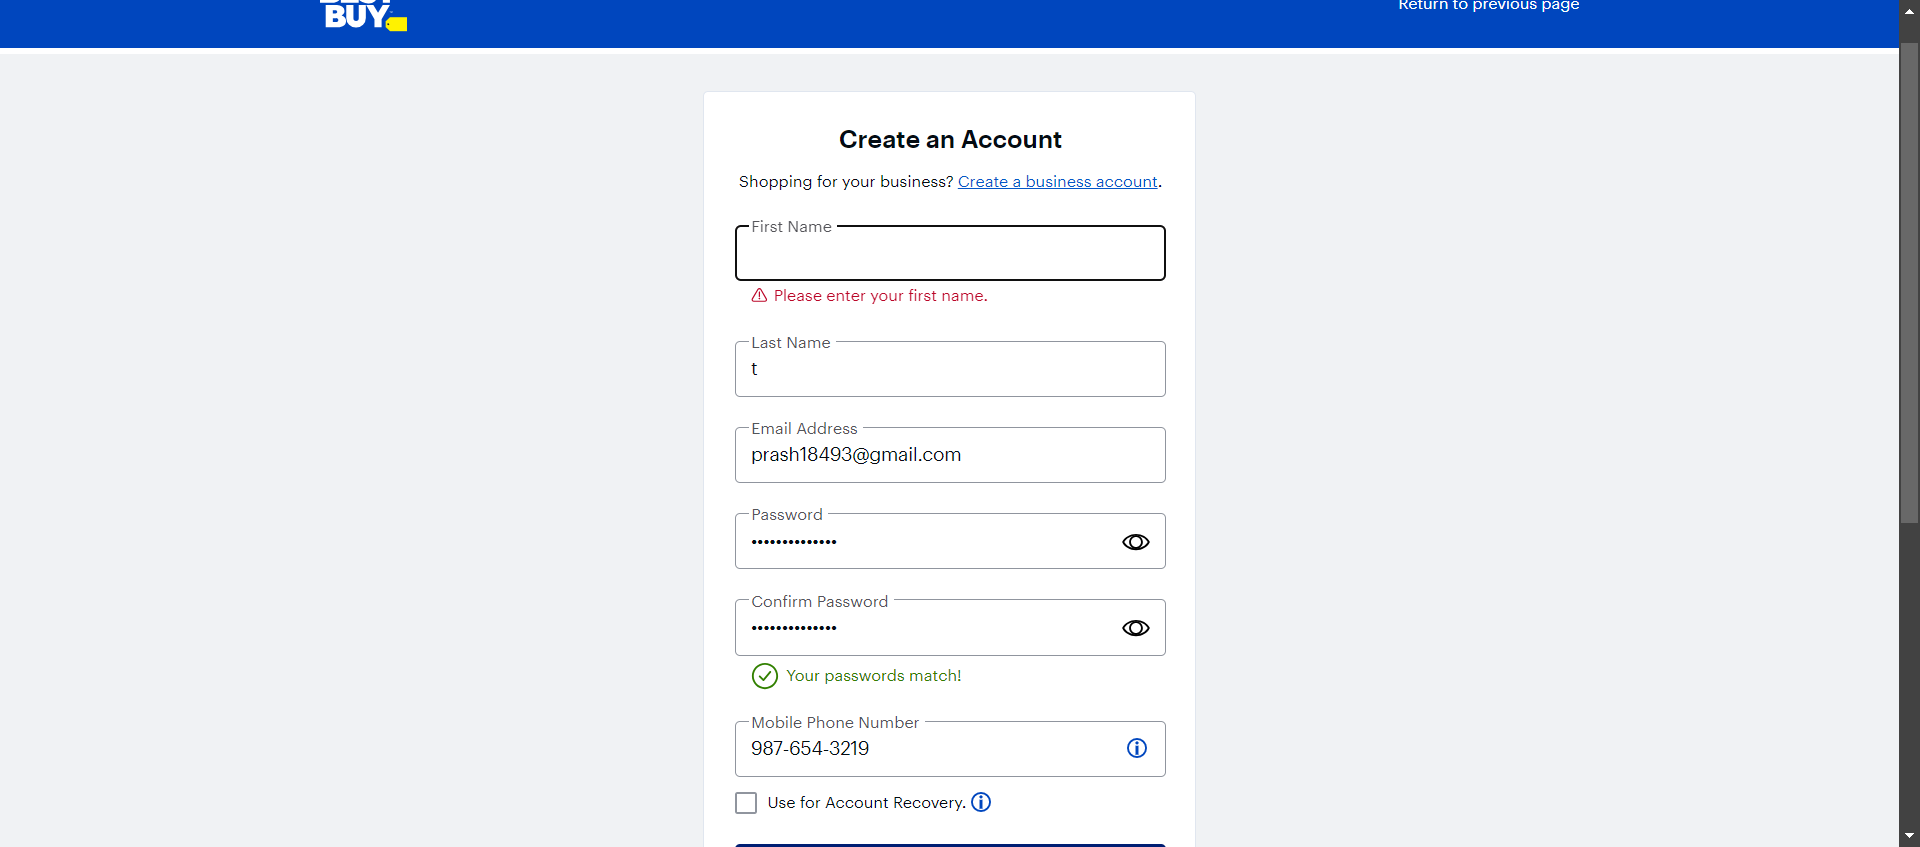 BEST
BUY
Return to previous page
Create an Account
Shopping for your business? Create a business account.
First Name
Please enter your first name.
Last Name
t
Email Address
prash18493@gmail.com
Password
••••••••••••••
Confirm Password
••••••••••••••
Your passwords match!
Mobile Phone Number
987-654-3219
Use for Account Recovery.